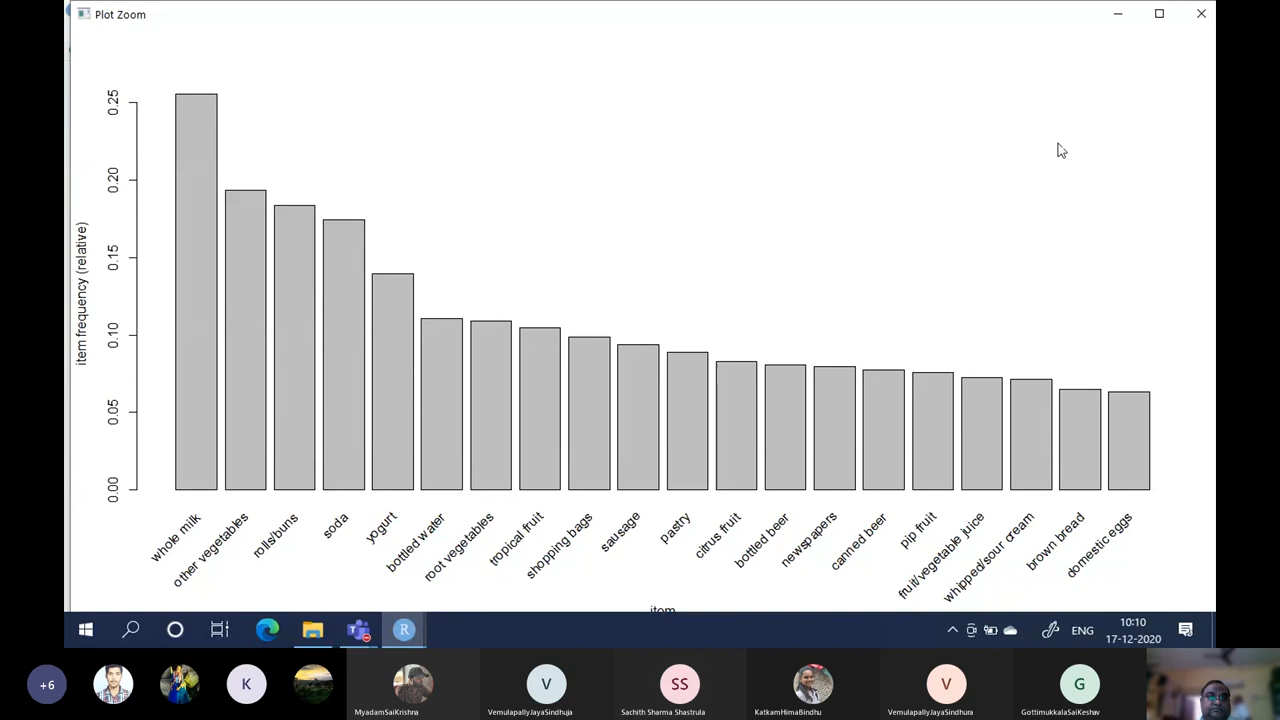 Plot Zoom
0.25
0.20
0.15
0.10
0.05
0.00
item frequency (relative)
whole milk
other vegetables
rolls/buns
soda
yogurt
bottled water
root vegetables
tropical fruit
shopping bags
sausage
pastry
citrus fruit
bottled beer
newspapers
canned beer
pip fruit
fruit/vegetable juice
whipped/sour cream
brown bread
domestic eggs
item
R
ENG
10:10
17-12-2020
+6
K
V
SS
V
G
MyadamSaiKrishna
VemulapallyJayaSindhuja
Sachith Sharma Shastrula
KatkamHimaBindhu
VemulapallyJayaSindhura
GottimukkalaSaiKeshav